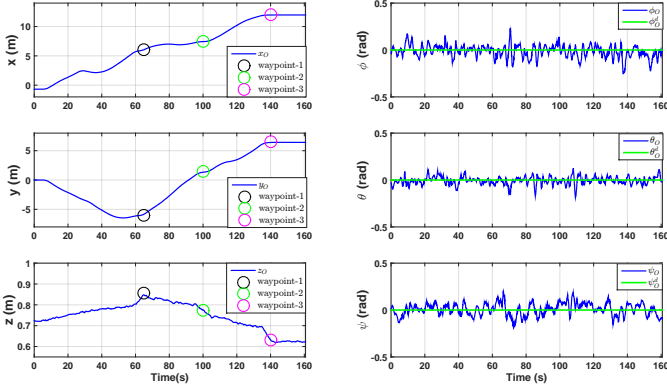 x (m)
10
5
0
0 20 40 60 80 100 120 140 160
x_O
waypoint-1
waypoint-2
waypoint-3
ϕ (rad)
0.5
0
-0.5
0 20 40 60 80 100 120 140 160
ϕ_O
ϕ_O^d
y (m)
5
0
-5
0 20 40 60 80 100 120 140 160
y_O
waypoint-1
waypoint-2
waypoint-3
θ (rad)
0.5
0
-0.5
0 20 40 60 80 100 120 140 160
θ_O
θ_O^d
z (m)
1
0.9
0.8
0.7
0.6
0 20 40 60 80 100 120 140 160
Time(s)
z_O
waypoint-1
waypoint-2
waypoint-3
ψ (rad)
0.5
0
-0.5
0 20 40 60 80 100 120 140 160
Time (s)
ψ_O
ψ_O^d